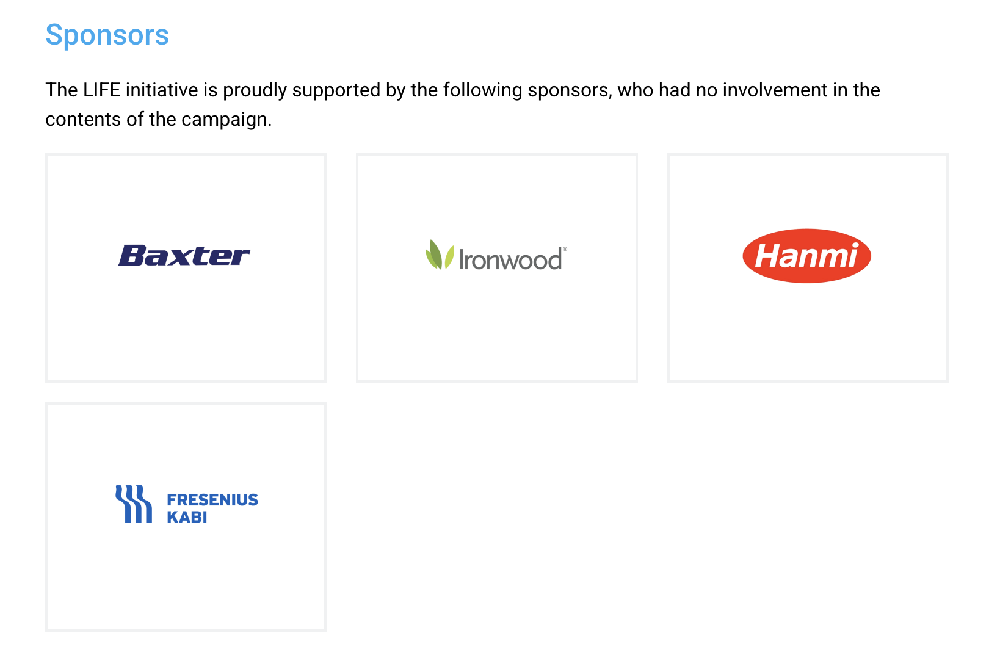 Sponsors
The LIFE initiative is proudly supported by the following sponsors, who had no involvement in the
contents of the campaign.
Baxter
Ironwood®
Hanmi
FRESENIUS
KABI